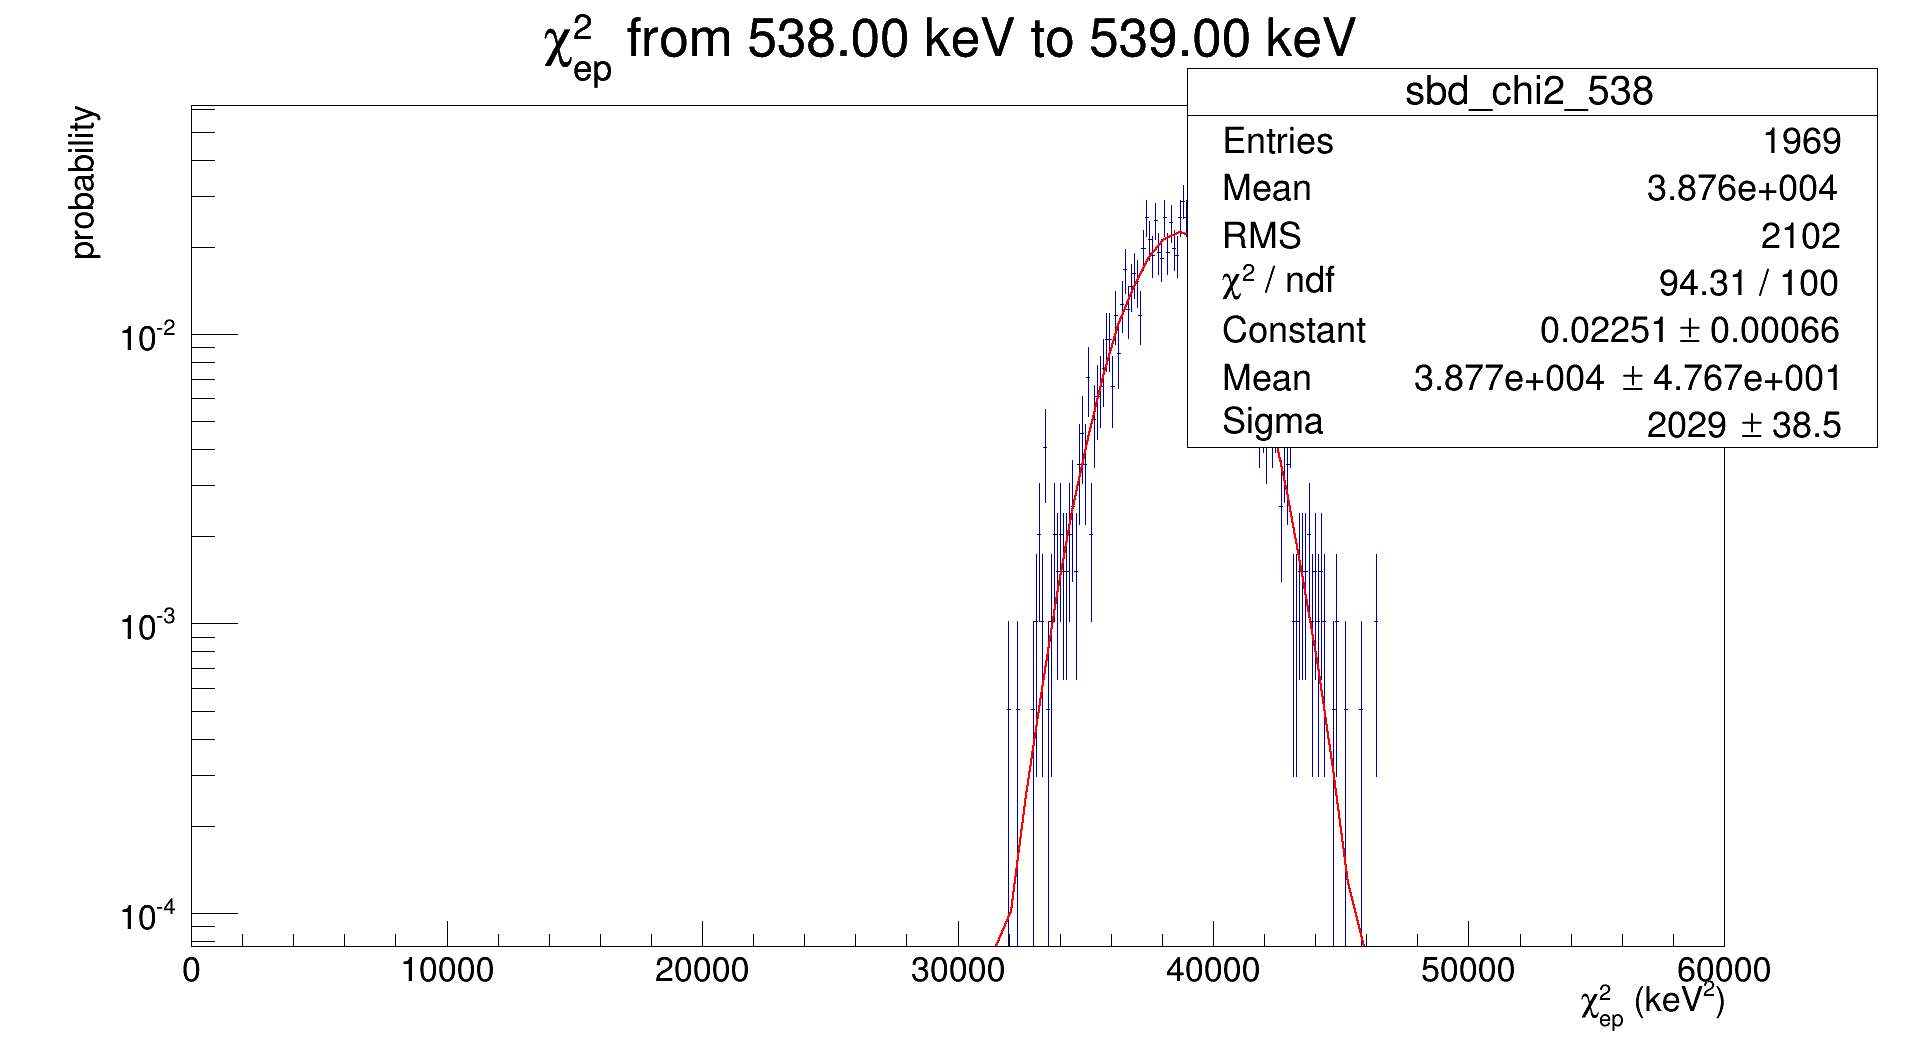 χ²ep from 538.00 keV to 539.00 keV
sbd_chi2_538
Entries 1969
Mean 3.876e+004
RMS 2102
χ² / ndf 94.31 / 100
Constant 0.02251 ± 0.00066
Mean 3.877e+004 ± 4.767e+001
Sigma 2029 ± 38.5
probability
10⁻²
10⁻³
10⁻⁴
0 10000 20000 30000 40000 50000 60000
χ²ep (keV²)